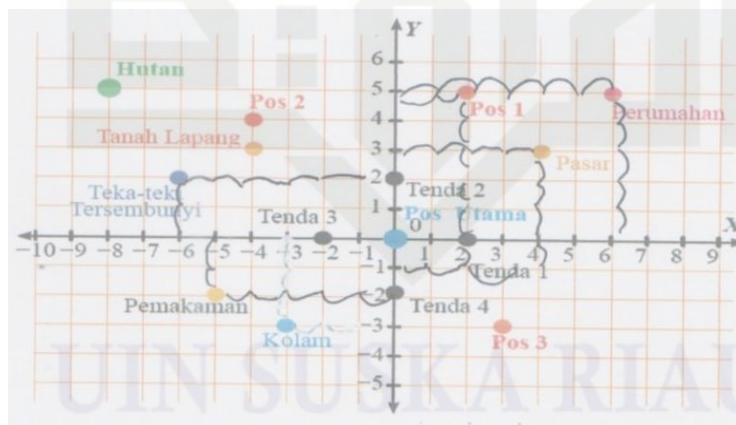 Y
6
Hutan
5
Pos 1
Perumahan
Pos 2
4
Tanah Lapang
3
Pasar
2
Teka-teki
Tersembunyi
Tenda 2
1
Tenda 3
Pos Utama
0
X
-10 -9 -8 -7 -6 -5 -4 -3 -2 -1 1 2 3 4 5 6 7 8 9
-1
Tenda 1
-2
Pemakaman
Tenda 4
-3
Kolam
Pos 3
-4
-5
UIN SUSKA RIAU